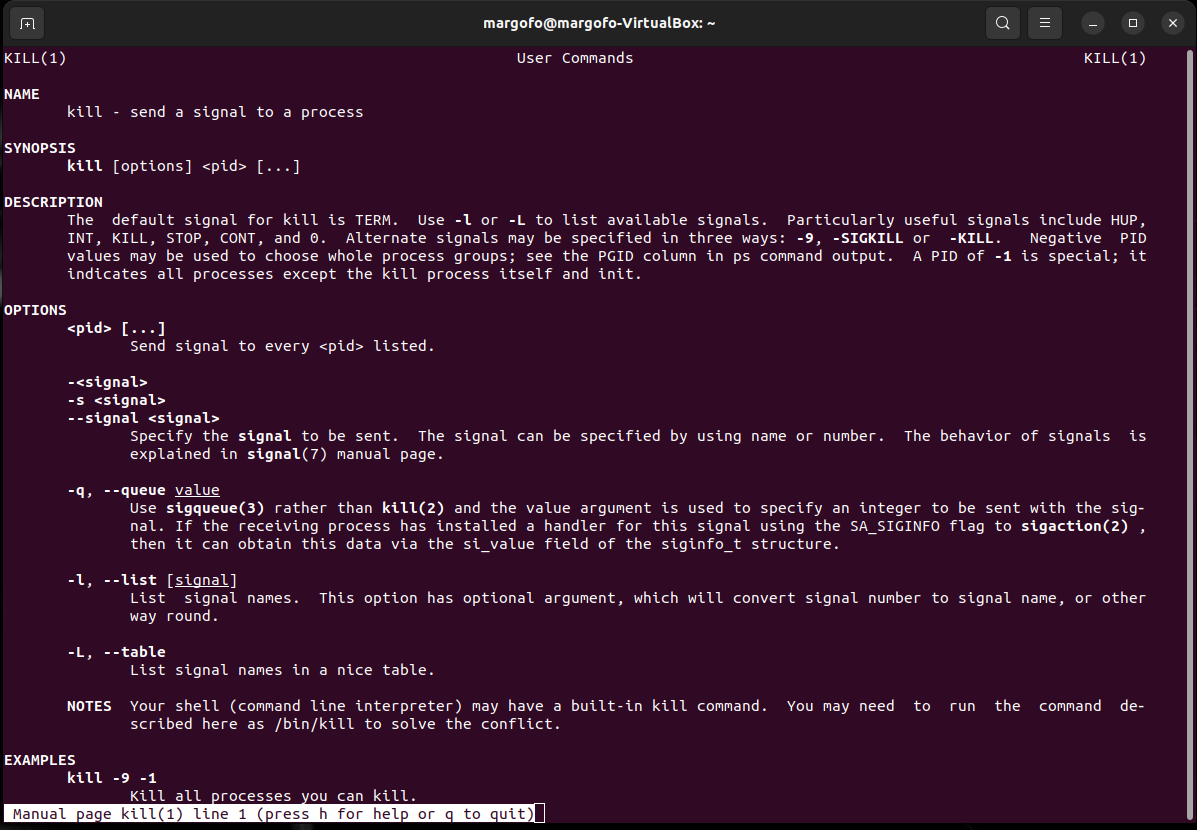 margofo@margofo-VirtualBox: ~
KILL(1) User Commands KILL(1)
NAME
kill - send a signal to a process
SYNOPSIS
kill [options] <pid> [...]
DESCRIPTION
The default signal for kill is TERM. Use -l or -L to list available signals. Particularly useful signals include HUP,
INT, KILL, STOP, CONT, and 0. Alternate signals may be specified in three ways: -9, -SIGKILL or -KILL. Negative PID
values may be used to choose whole process groups; see the PGID column in ps command output. A PID of -1 is special; it
indicates all processes except the kill process itself and init.
OPTIONS
<pid> [...]
Send signal to every <pid> listed.
-<signal>
-s <signal>
--signal <signal>
Specify the signal to be sent. The signal can be specified by using name or number. The behavior of signals is
explained in signal(7) manual page.
-q, --queue value
Use sigqueue(3) rather than kill(2) and the value argument is used to specify an integer to be sent with the sig-
nal. If the receiving process has installed a handler for this signal using the SA_SIGINFO flag to sigaction(2) ,
then it can obtain this data via the si_value field of the siginfo_t structure.
-l, --list [signal]
List signal names. This option has optional argument, which will convert signal number to signal name, or other
way round.
-L, --table
List signal names in a nice table.
NOTES Your shell (command line interpreter) may have a built-in kill command. You may need to run the command de-
scribed here as /bin/kill to solve the conflict.
EXAMPLES
kill -9 -1
Kill all processes you can kill.
Manual page kill(1) line 1 (press h for help or q to quit)